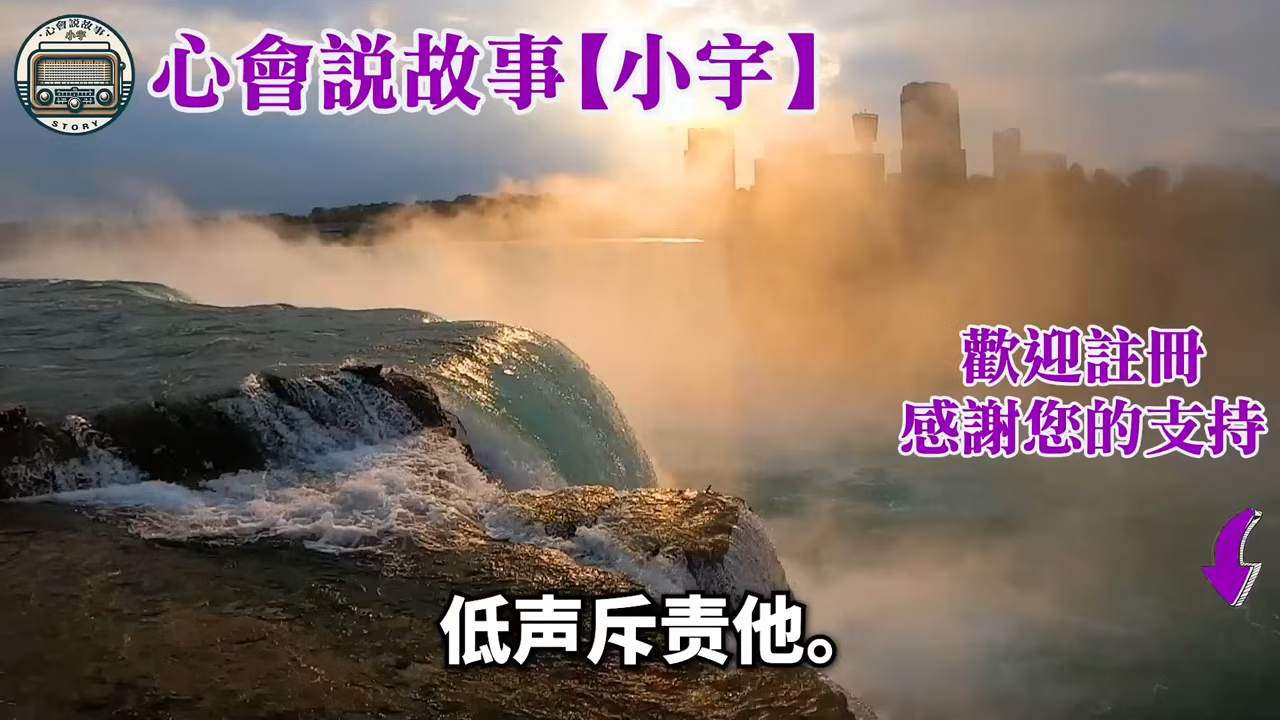 ·心會説故事·
小宇
STORY
心會説故事【小宇】
歡迎註冊
感謝您的支持
低声斥责他。